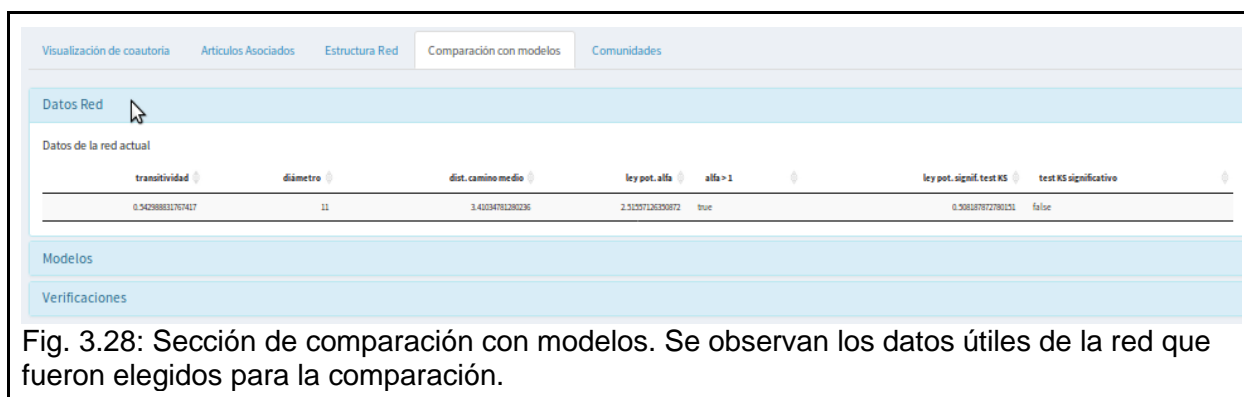 Visualización de coautoria Articulos Asociados Estructura Red Comparación con modelos Comunidades
Datos Red
Datos de la red actual
transitividad diámetro dist. camino medio ley pot. alfa alfa > 1 ley pot. signif. test KS test KS significativo
0.542988831767417 11 3.41034781280236 2.51557126350872 true 0.508187872780151 false
Modelos
Verificaciones
Fig. 3.28: Sección de comparación con modelos. Se observan los datos útiles de la red que
fueron elegidos para la comparación.